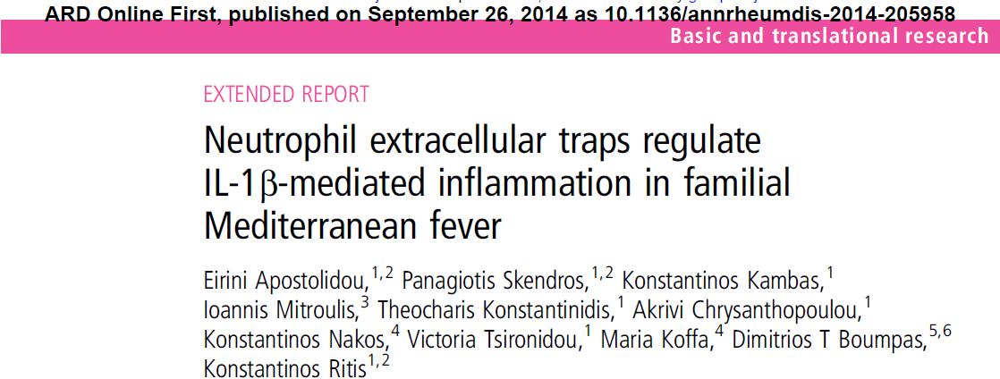 ARD Online First, published on September 26, 2014 as 10.1136/annrheumdis-2014-205958
Basic and translational research
EXTENDED REPORT
Neutrophil extracellular traps regulate
IL-1β-mediated inflammation in familial
Mediterranean fever
Eirini Apostolidou,1,2 Panagiotis Skendros,1,2 Konstantinos Kambas,1
Ioannis Mitroulis,3 Theocharis Konstantinidis,1 Akrivi Chrysanthopoulou,1
Konstantinos Nakos,4 Victoria Tsironidou,1 Maria Koffa,4 Dimitrios T Boumpas,5,6
Konstantinos Ritis1,2